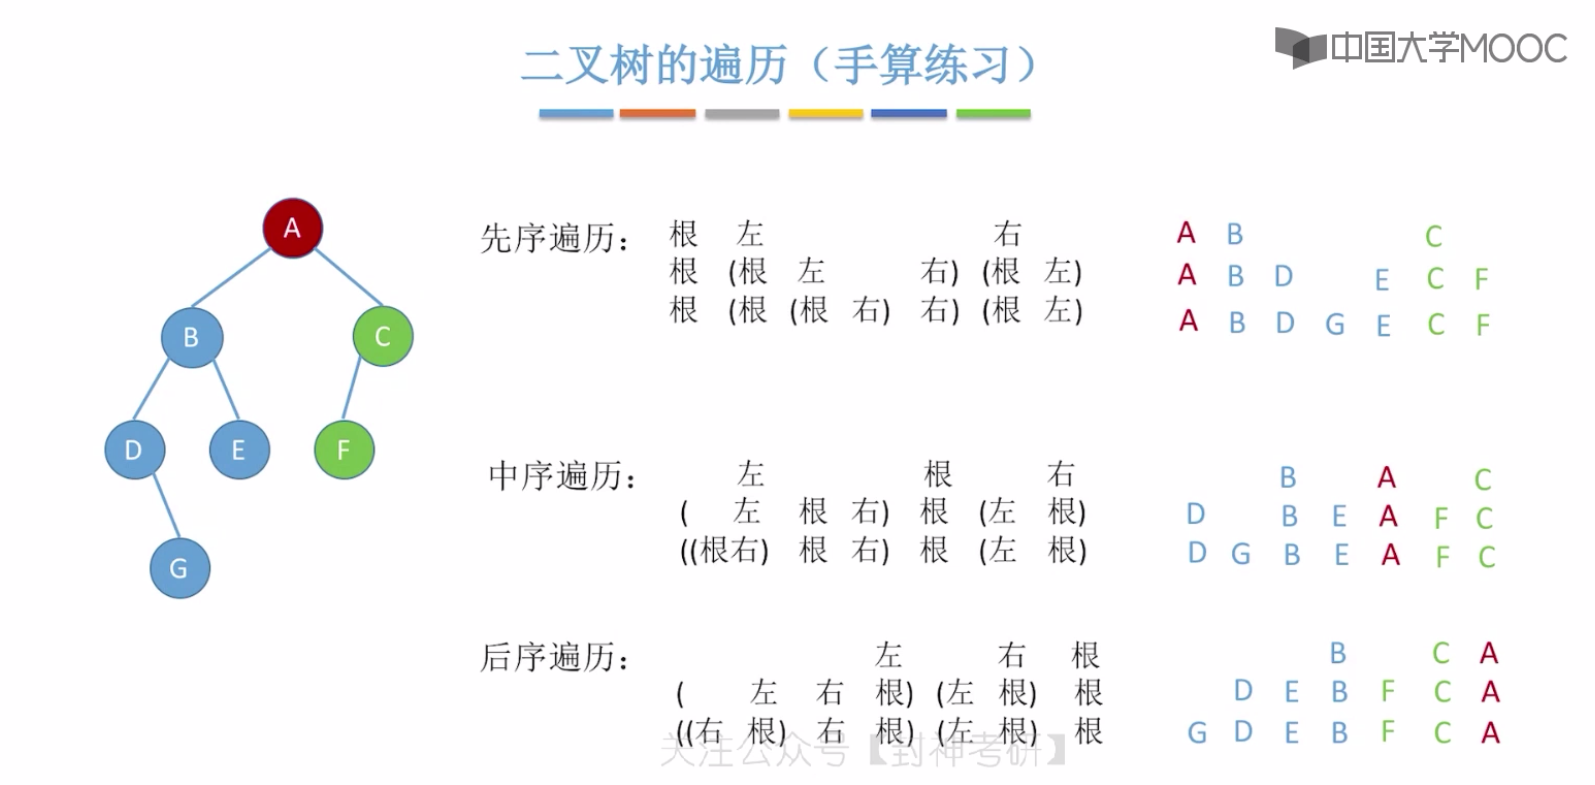 中国大学MOOC
二叉树的遍历（手算练习）
A
B
C
D
E
F
G
先序遍历： 根 左 右 A B C
根 (根 左 右) (根 左) A B D E C F
根 (根 (根 右) 右) (根 左) A B D G E C F
中序遍历： 左 根 右 B A C
( 左 根 右) 根 (左 根) D B E A F C
((根右) 根 右) 根 (左 根) D G B E A F C
后序遍历： 左 右 根 B C A
( 左 右 根) (左 根) 根 D E B F C A
((右 根) 右 根) (左 根) 根 G D E B F C A
关注公众号【封神考研】